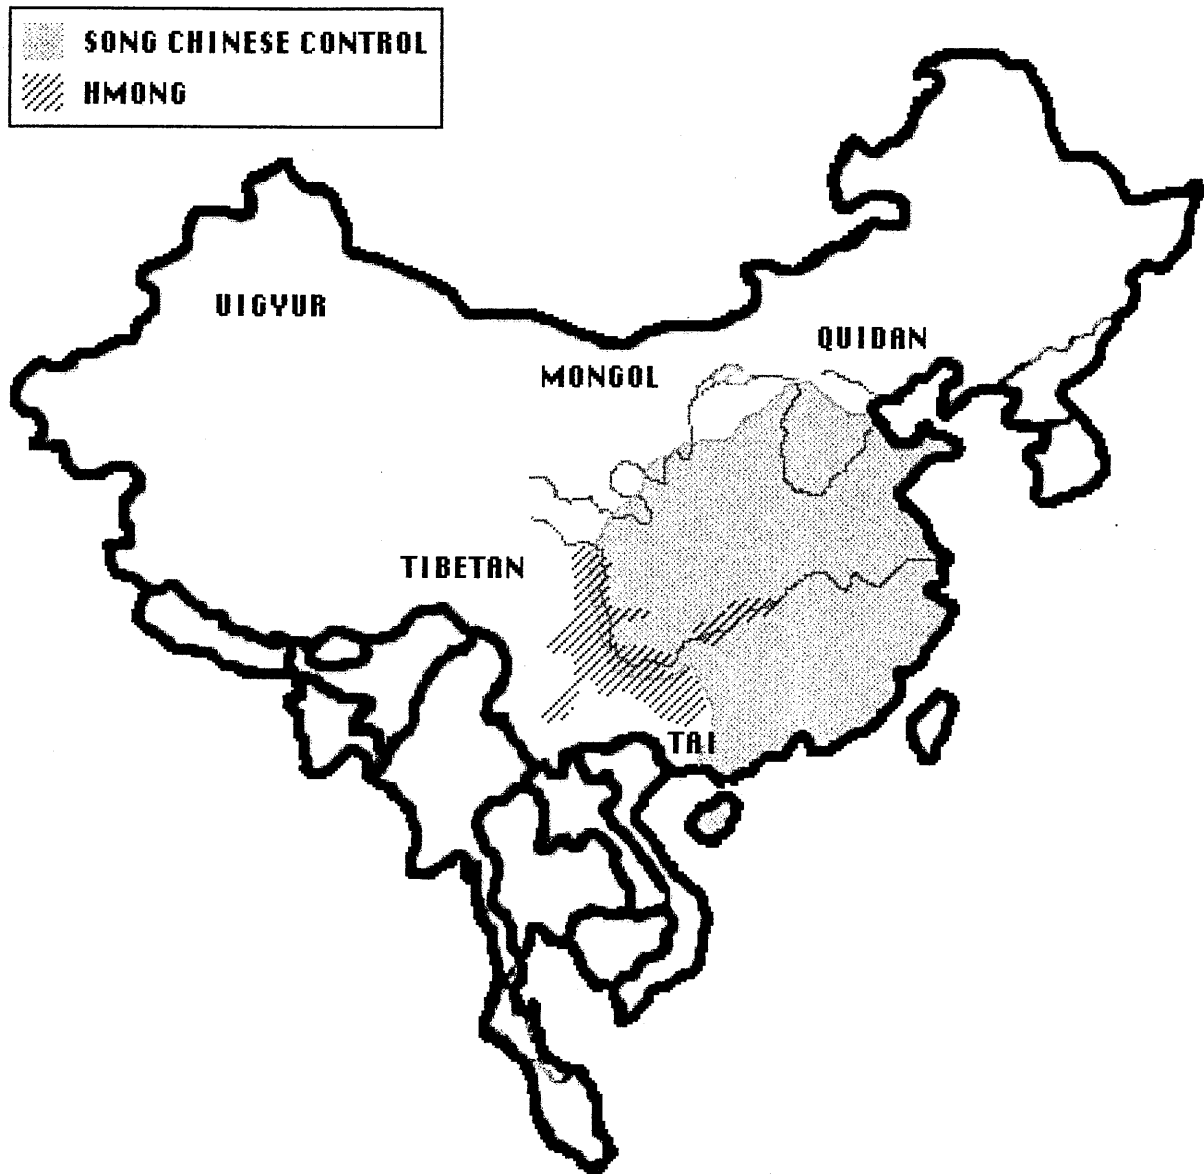 SONG CHINESE CONTROL
HMONG
UIGYUR
QUIDAN
MONGOL
TIBETAN
TAI